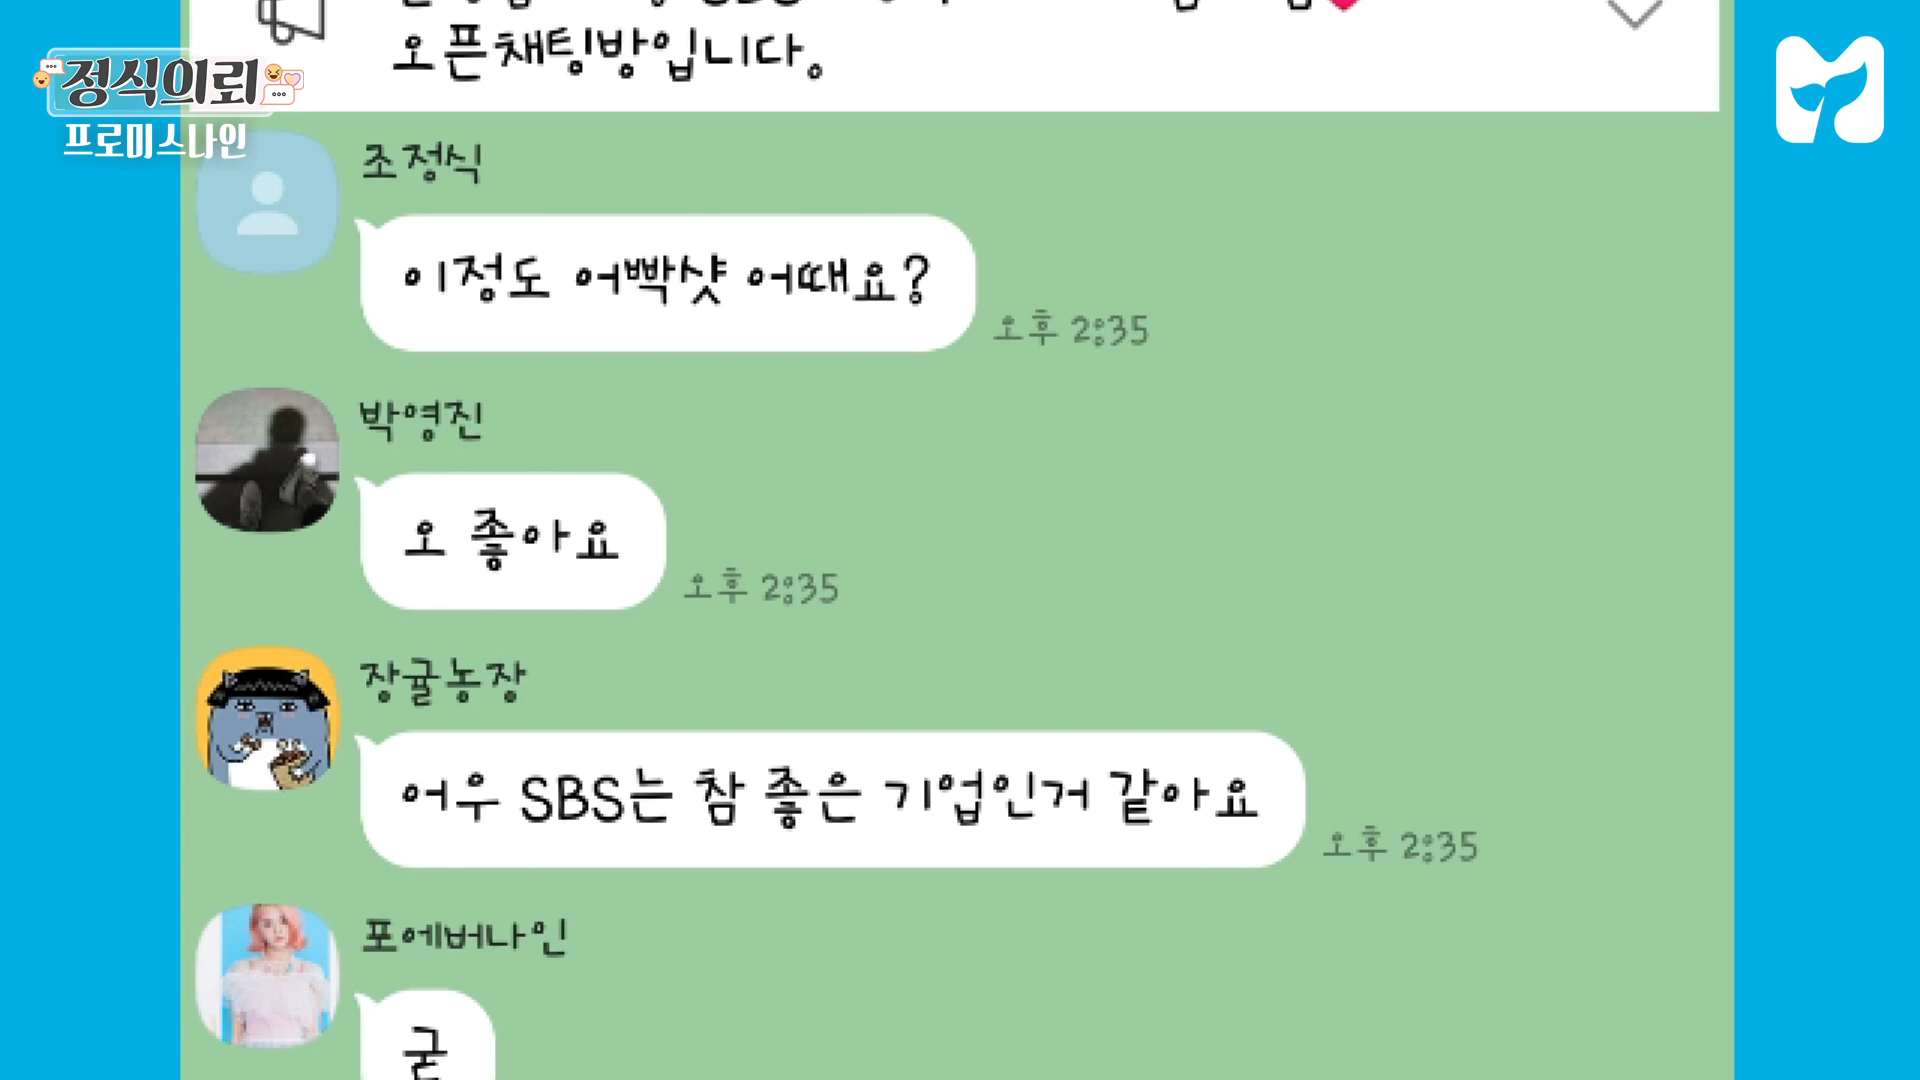 오픈채팅방입니다.
정식의뢰
프로미스나인
조정식
이정도 어빡샷 어때요?
오후 2:35
박영진
오 좋아요
오후 2:35
장귤농장
어우 SBS는 참 좋은 기업인거 같아요
오후 2:35
포에버나인
굳